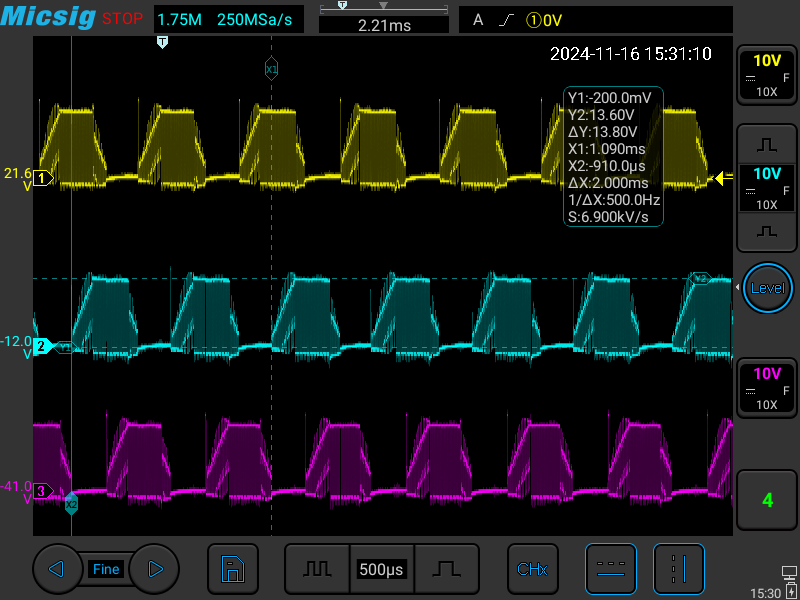 Micsig STOP 1.75M 250MSa/s T 2.21ms A ①0V
2024-11-16 15:31:10
T
X1
10V
F
10X
Y1:-200.0mV
Y2:13.60V
ΔY:13.80V
X1:1.090ms
X2:-910.0μs
ΔX:2.000ms
1/ΔX:500.0Hz
S:6.900kV/s
21.6
V
1
10V
F
10X
Y2
Level
-12.0
V
2
Y1
10V
F
10X
-41.0
V
3
X2
4
Fine 500μs CHx
15:30